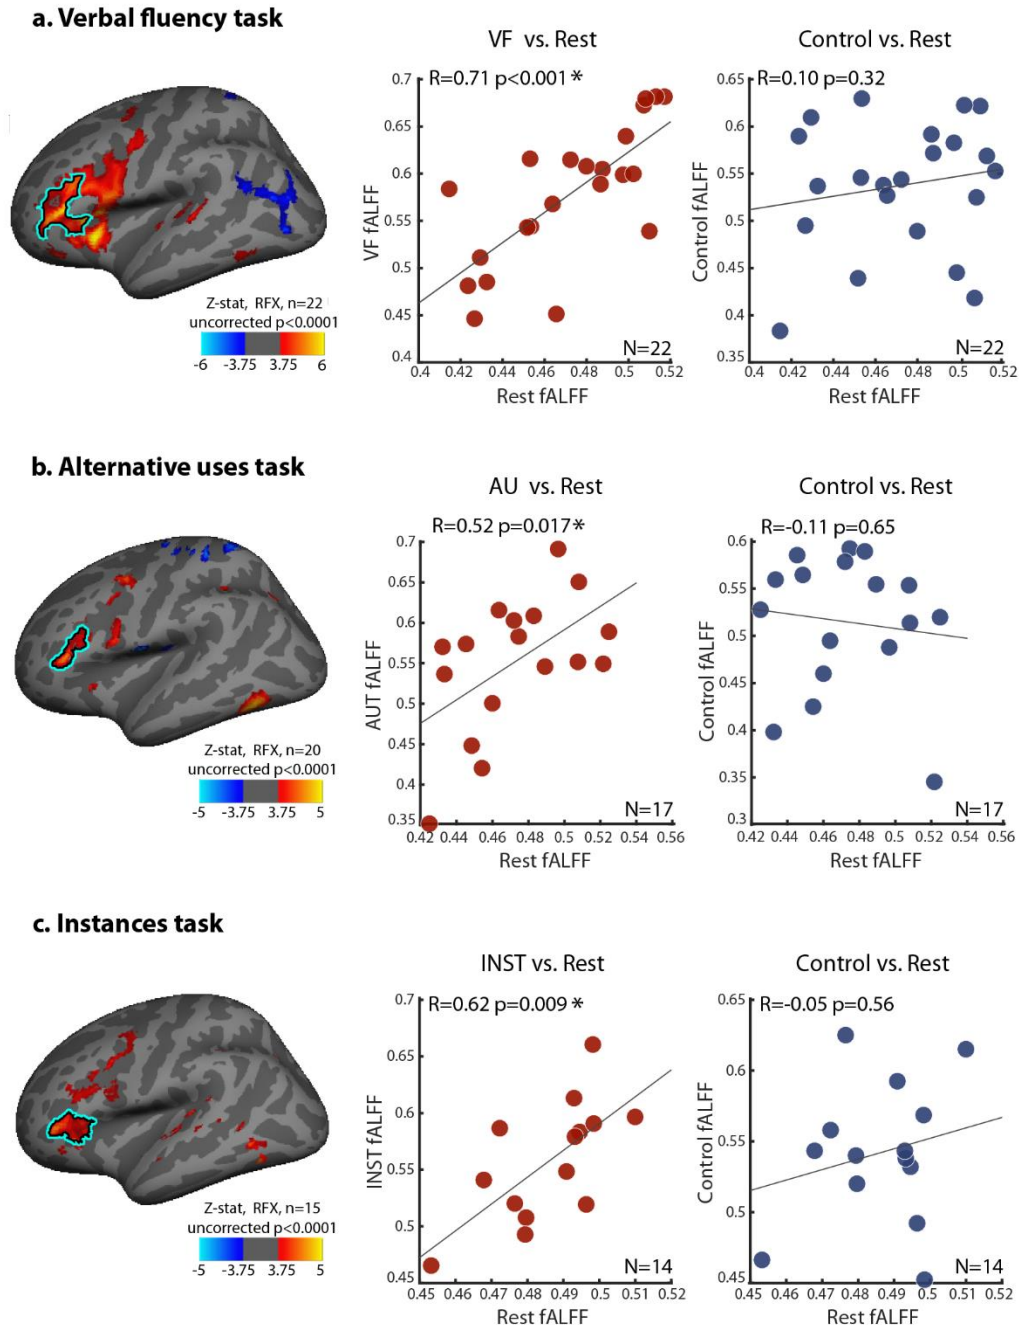 a. Verbal fluency task
VF vs. Rest
Control vs. Rest
R=0.71 p<0.001 *
R=0.10 p=0.32
0.7
0.65
0.6
0.55
0.5
0.45
0.4
VF fALFF
0.4 0.42 0.44 0.46 0.48 0.5 0.52
Rest fALFF
N=22
0.65
0.6
0.55
0.5
0.45
0.4
0.35
Control fALFF
0.4 0.42 0.44 0.46 0.48 0.5 0.52
Rest fALFF
N=22
Z-stat, RFX, n=22
uncorrected p<0.0001
-6 -3.75 3.75 6
b. Alternative uses task
AU vs. Rest
Control vs. Rest
R=0.52 p=0.017 *
R=-0.11 p=0.65
0.7
0.65
0.6
0.55
0.5
0.45
0.4
0.35
AUT fALFF
0.42 0.44 0.46 0.48 0.5 0.52 0.54 0.56
Rest fALFF
N=17
0.6
0.55
0.5
0.45
0.4
0.35
0.3
Control fALFF
0.42 0.44 0.46 0.48 0.5 0.52 0.54 0.56
Rest fALFF
N=17
Z-stat, RFX, n=20
uncorrected p<0.0001
-5 -3.75 3.75 5
c. Instances task
INST vs. Rest
Control vs. Rest
R=0.62 p=0.009 *
R=-0.05 p=0.56
0.7
0.65
0.6
0.55
0.5
0.45
INST fALFF
0.45 0.46 0.47 0.48 0.49 0.5 0.51 0.52
Rest fALFF
N=14
0.65
0.6
0.55
0.5
0.45
Control fALFF
0.45 0.46 0.47 0.48 0.49 0.5 0.51 0.52
Rest fALFF
N=14
Z-stat, RFX, n=15
uncorrected p<0.0001
-5 -3.75 3.75 5